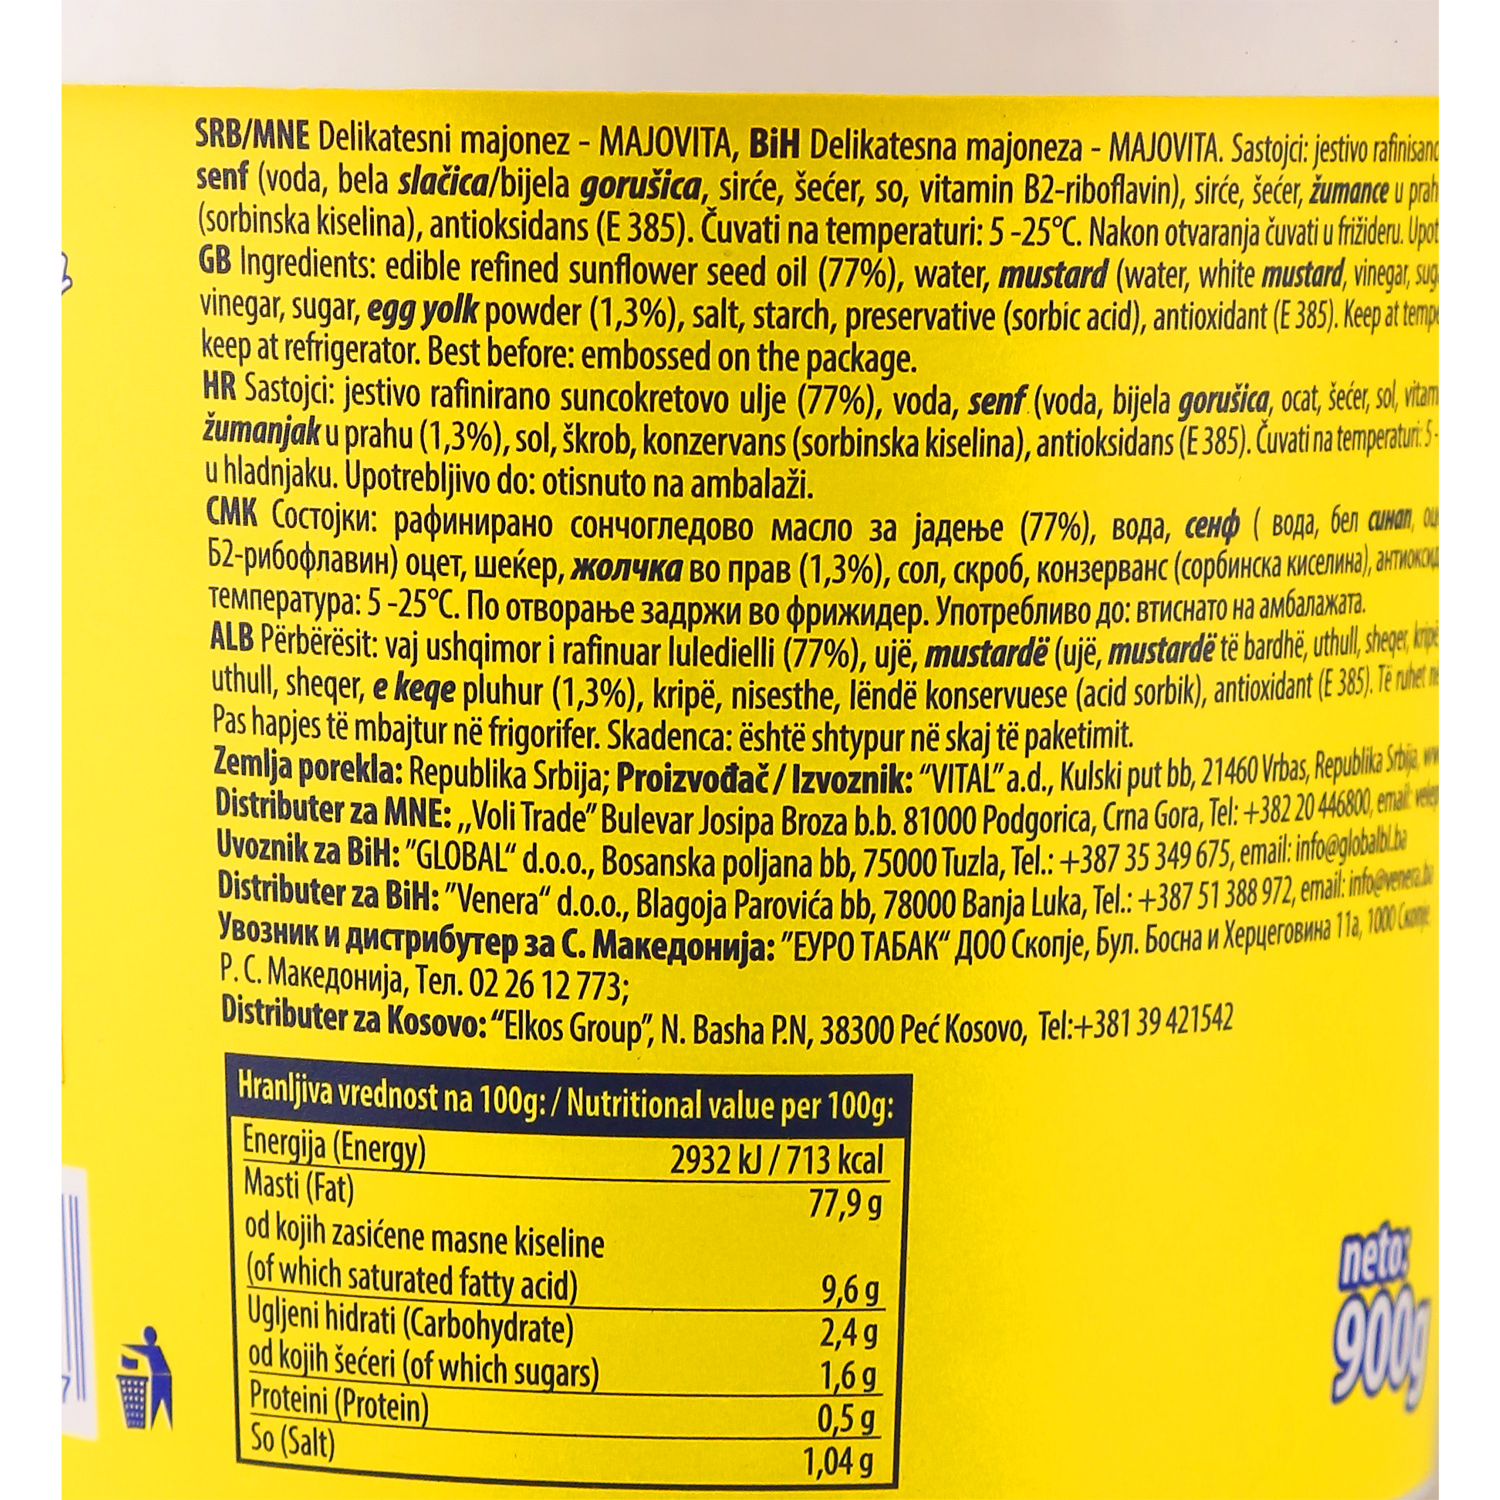 SRB/MNE Delikatesni majonez - MAJOVITA, BiH Delikatesna majoneza - MAJOVITA. Sastojci: jestivo
senf (voda, bela slačica/bijela gorušica, sirće, šećer, so, vitamin B2-riboflavin), sirće, šećer, žumance u
(sorbinska kiselina), antioksidans (E 385). Čuvati na temperaturi: 5 -25°C. Nakon otvaranja čuvati u frižideru.
GB Ingredients: edible refined sunflower seed oil (77%), water, mustard (water, white mustard, vinegar,
vinegar, sugar, egg yolk powder (1,3%), salt, starch, preservative (sorbic acid), antioxidant (E 385). Keep at
keep at refrigerator. Best before: embossed on the package.
HR Sastojci: jestivo rafinirano suncokretovo ulje (77%), voda, senf (voda, bijela gorušica, ocat, šećer, sol,
žumanjak u prahu (1,3%), sol, škrob, konzervans (sorbinska kiselina), antioksidans (E 385). Čuvati na temperaturi: 5-
u hladnjaku. Upotrebljivo do: otisnuto na ambalaži.
CMK Состојки: рафинирано сончогледово масло за јадење (77%), вода, сенф ( вода, бел синап,
Б2-рибофлавин) оцет, шеќер, жолчка во прав (1,3%), сол, скроб, конзерванс (сорбинска киселина),
температура: 5 -25°C. По отворање задржи во фрижидер. Употребливо до: втиснато на амбалажата.
ALB Përbërësit: vaj ushqimor i rafinuar luledielli (77%), ujë, mustardë (ujë, mustardë të bardhë, uthull, sheqer,
uthull, sheqer, e keqe pluhur (1,3%), kripë, nisesthe, lëndë konservuese (acid sorbik), antioxidant (E 385). Të ruhet
Pas hapjes të mbajtur në frigorifer. Skadenca: është shtypur në skaj të paketimit.
Zemlja porekla: Republika Srbija; Proizvođač / Izvoznik: “VITAL” a.d., Kulski put bb, 21460 Vrbas, Republika Srbija,
Distributer za MNE: „Voli Trade” Bulevar Josipa Broza b.b. 81000 Podgorica, Crna Gora, Tel: +382 20 446800, email:
Uvoznik za BiH: ”GLOBAL“ d.o.o., Bosanska poljana bb, 75000 Tuzla, Tel.: +387 35 349 675, email: info@globalbl.ba
Distributer za BiH: ”Venera“ d.o.o., Blagoja Parovića bb, 78000 Banja Luka, Tel.: +387 51 388 972, email: info@venera.ba
Увозник и дистрибутер за С. Македонија: ”ЕУРО ТАБАК“ ДОО Скопје, Бул. Босна и Херцеговина 11а, 1000 Скопје
Р. С. Македонија, Тел. 02 26 12 773;
Distributer za Kosovo: “Elkos Group”, N. Basha P.N, 38300 Peć Kosovo, Tel:+381 39 421542
Hranljiva vrednost na 100g: / Nutritional value per 100g:
Energija (Energy) 2932 kJ / 713 kcal
Masti (Fat) 77,9 g
od kojih zasićene masne kiseline
(of which saturated fatty acid) 9,6 g
Ugljeni hidrati (Carbohydrate) 2,4 g
od kojih šećeri (of which sugars) 1,6 g
Proteini (Protein) 0,5 g
So (Salt) 1,04 g
neto:
900g
7